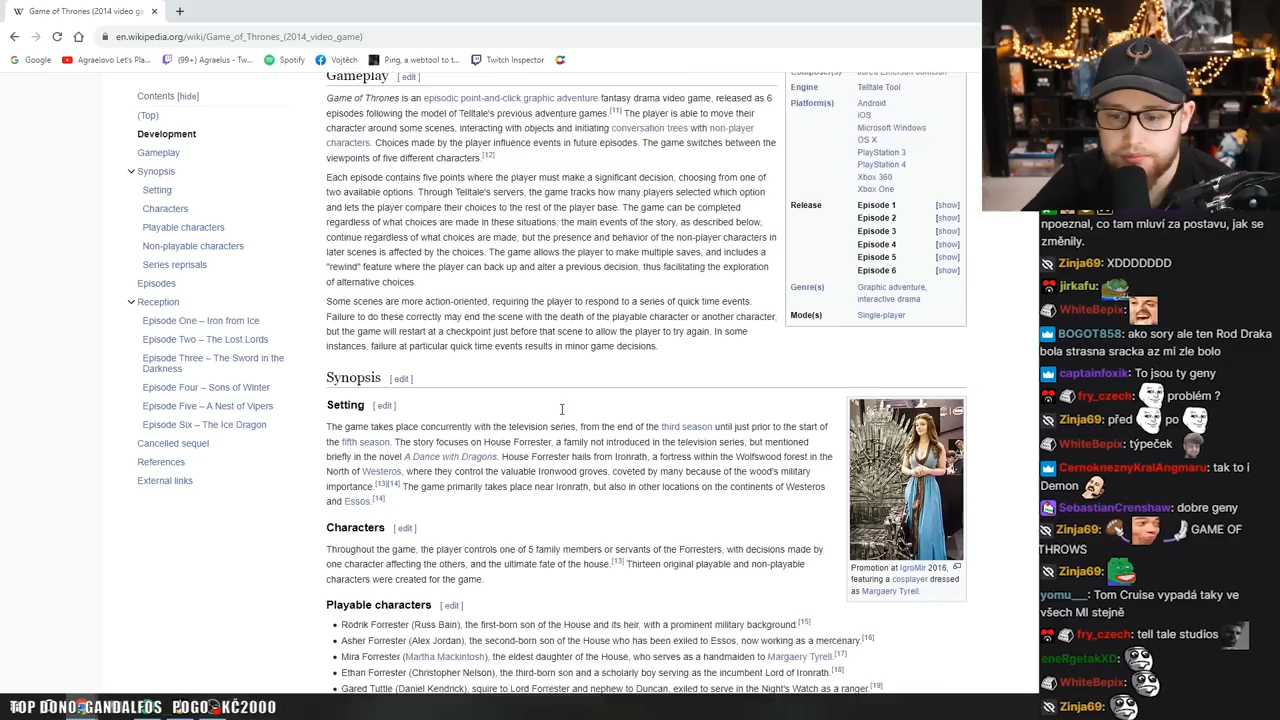 Game of Thrones (2014 video ga
en.wikipedia.org/wiki/Game_of_Thrones_(2014_video_game)
Google
Agraelovo Let's Pla...
(99+) Agraelus - Tw...
Spotify
Vojtěch
Ping, a webtool to t...
Twitch Inspector
Contents [hide]
(Top)
Development
Gameplay
Synopsis
Setting
Characters
Playable characters
Non-playable characters
Series reprisals
Episodes
Reception
Episode One – Iron from Ice
Episode Two – The Lost Lords
Episode Three – The Sword in the
Darkness
Episode Four – Sons of Winter
Episode Five – A Nest of Vipers
Episode Six – The Ice Dragon
Cancelled sequel
References
External links
Gameplay [ edit ]
Game of Thrones is an episodic point-and-click graphic adventure fantasy drama video game, released as 6
episodes following the model of Telltale's previous adventure games.[11] The player is able to move their
character around some scenes, interacting with objects and initiating conversation trees with non-player
characters. Choices made by the player influence events in future episodes. The game switches between the
viewpoints of five different characters.[12]
Each episode contains five points where the player must make a significant decision, choosing from one of
two available options. Through Telltale's servers, the game tracks how many players selected which option
and lets the player compare their choices to the rest of the player base. The game can be completed
regardless of what choices are made in these situations; the main events of the story, as described below,
continue regardless of what choices are made, but the presence and behavior of the non-player characters in
later scenes is affected by the choices. The game allows the player to make multiple saves, and includes a
"rewind" feature where the player can back up and alter a previous decision, thus facilitating the exploration
of alternative choices.
Some scenes are more action-oriented, requiring the player to respond to a series of quick time events.
Failure to do these correctly may end the scene with the death of the playable character or another character,
but the game will restart at a checkpoint just before that scene to allow the player to try again. In some
instances, failure at particular quick time events results in minor game decisions.
Synopsis [ edit ]
Setting [ edit ]
The game takes place concurrently with the television series, from the end of the third season until just prior to the start of
the fifth season. The story focuses on House Forrester, a family not introduced in the television series, but mentioned
briefly in the novel A Dance with Dragons. House Forrester hails from Ironrath, a fortress within the Wolfswood forest in the
North of Westeros, where they control the valuable Ironwood groves, coveted by many because of the wood's military
importance.[13][14] The game primarily takes place near Ironrath, but also in other locations on the continents of Westeros
and Essos.[14]
Characters [ edit ]
Throughout the game, the player controls one of 5 family members or servants of the Forresters, with decisions made by
one character affecting the others, and the ultimate fate of the house.[13] Thirteen original playable and non-playable
characters were created for the game.
Playable characters [ edit ]
Rodrik Forrester (Russ Bain), the first-born son of the House and its heir, with a prominent military background.[15]
Asher Forrester (Alex Jordan), the second-born son of the House who has been exiled to Essos, now working as a mercenary.[16]
Mira Forrester (Martha Mackintosh), the eldest daughter of the House, who serves as a handmaiden to Margaery Tyrell.[17]
Ethan Forrester (Christopher Nelson), the third-born son and a scholarly boy serving as the incumbent Lord of Ironrath.[18]
Gared Tuttle (Daniel Kendrick), squire to Lord Forrester and nephew to Duncan, exiled to serve in the Night's Watch as a ranger.[19]
Engine Telltale Tool
Platform(s) Android
iOS
Microsoft Windows
OS X
PlayStation 3
PlayStation 4
Xbox 360
Xbox One
Release Episode 1 [show]
Episode 2 [show]
Episode 3 [show]
Episode 4 [show]
Episode 5 [show]
Episode 6 [show]
Genre(s) Graphic adventure,
interactive drama
Mode(s) Single-player
Promotion at IgroMir 2016,
featuring a cosplayer dressed
as Margaery Tyrell.
npoeznal, co tam mluví za postavu, jak se
změnily.
Zinja69: XDDDDDDD
jirkafu:
WhiteBepix:
BOGOT858: ako sory ale ten Rod Draka
bola strasna sracka az mi zle bolo
captainfoxik: To jsou ty geny
fry_czech: problém ?
Zinja69: před po
WhiteBepix: týpeček
CernokneznyKralAngmaru: tak to i
Demon
SebastianCrenshaw: dobre geny
Zinja69: GAME OF
THROWS
Zinja69:
yomu___: Tom Cruise vypadá taky ve
všech MI stejně
fry_czech: tell tale studios
eneRgetakXD:
WhiteBepix:
Zinja69:
TOP DONO GANDALF0S_POGO: KČ2000